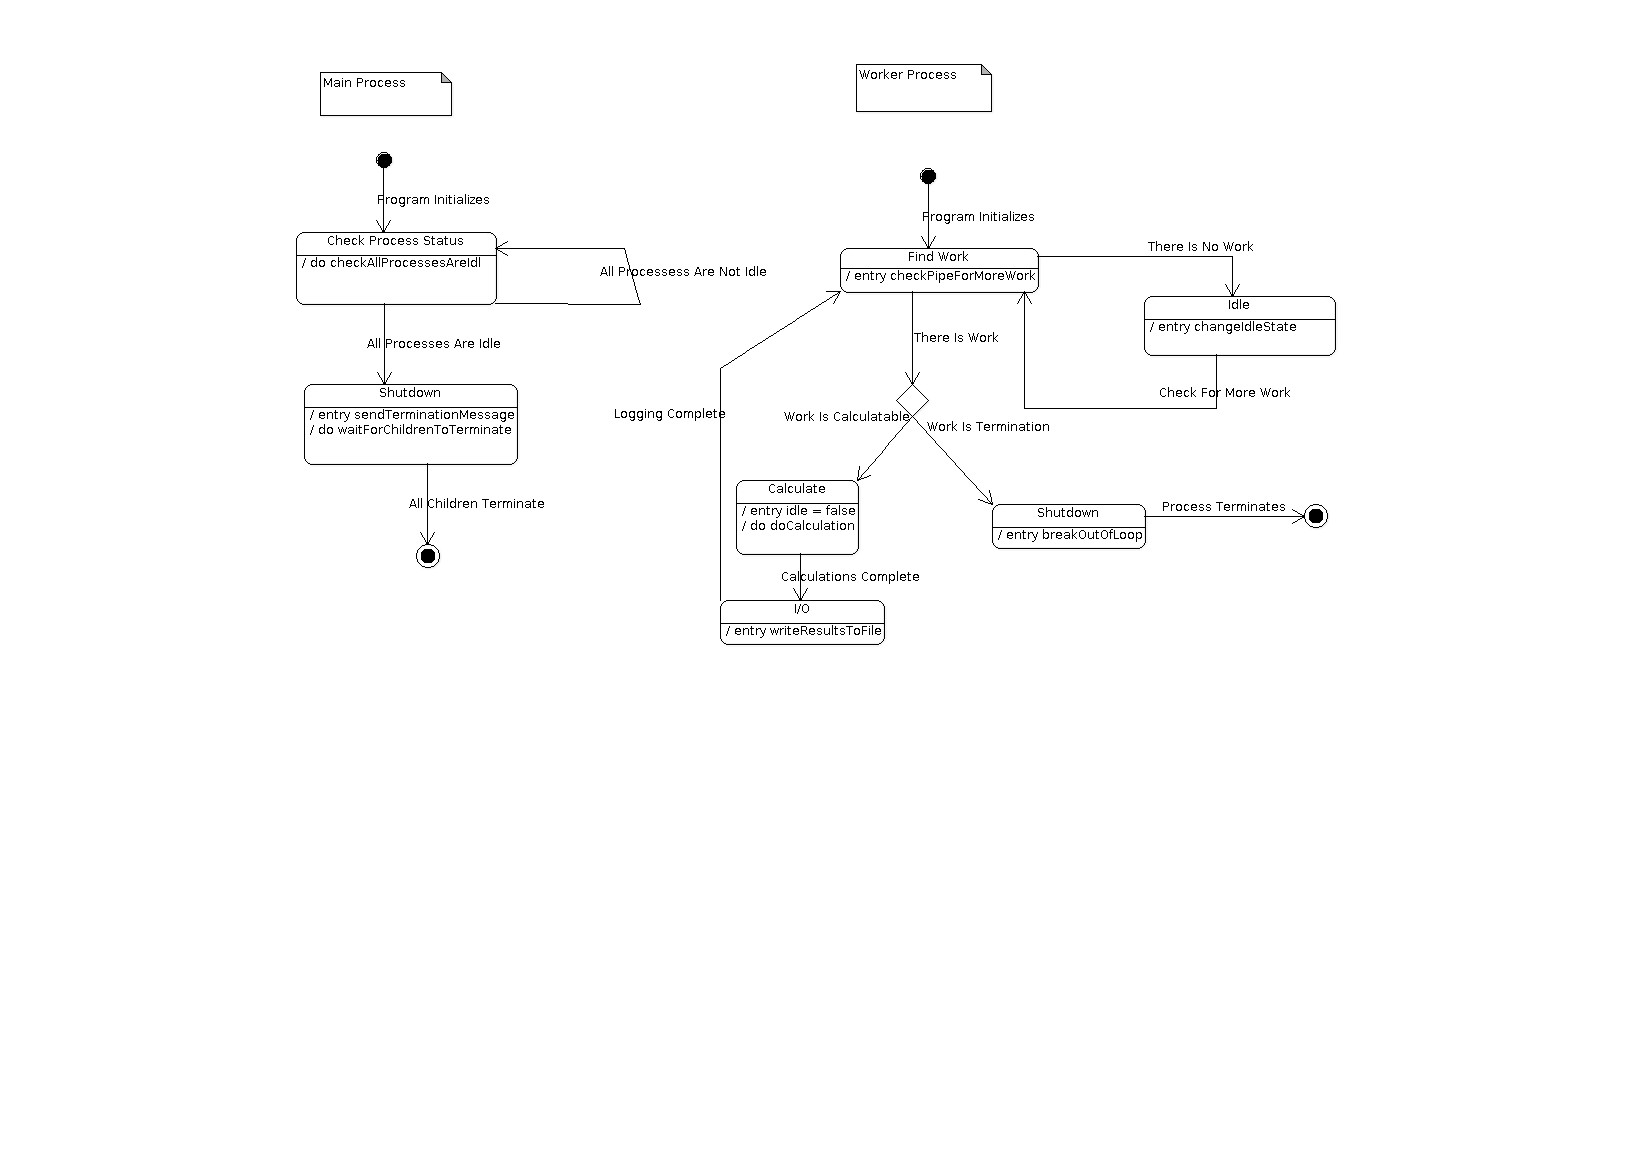 Main Process
Program Initializes
Check Process Status
/ do checkAllProcessesAreIdl
All Processess Are Not Idle
All Processes Are Idle
Shutdown
/ entry sendTerminationMessage
/ do waitForChildrenToTerminate
All Children Terminate
Worker Process
Program Initializes
Find Work
/ entry checkPipeForMoreWork
There Is No Work
Idle
/ entry changeIdleState
Check For More Work
There Is Work
Logging Complete
Work Is Calculatable
Work Is Termination
Calculate
/ entry idle = false
/ do doCalculation
Shutdown
/ entry breakOutOfLoop
Process Terminates
Calculations Complete
I/O
/ entry writeResultsToFile